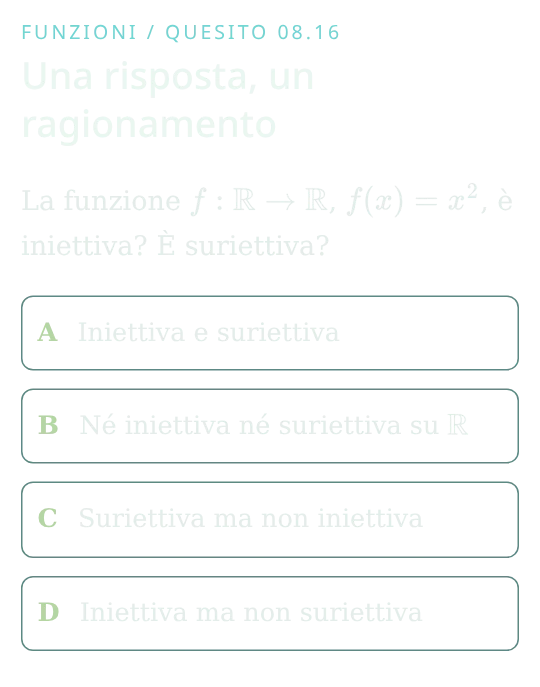 FUNZIONI / QUESITO 08.16
Una risposta, un
ragionamento
La funzione f : ℝ → ℝ, f(x) = x², è
iniettiva? È suriettiva?
A Iniettiva e suriettiva
B Né iniettiva né suriettiva su ℝ
C Suriettiva ma non iniettiva
D Iniettiva ma non suriettiva